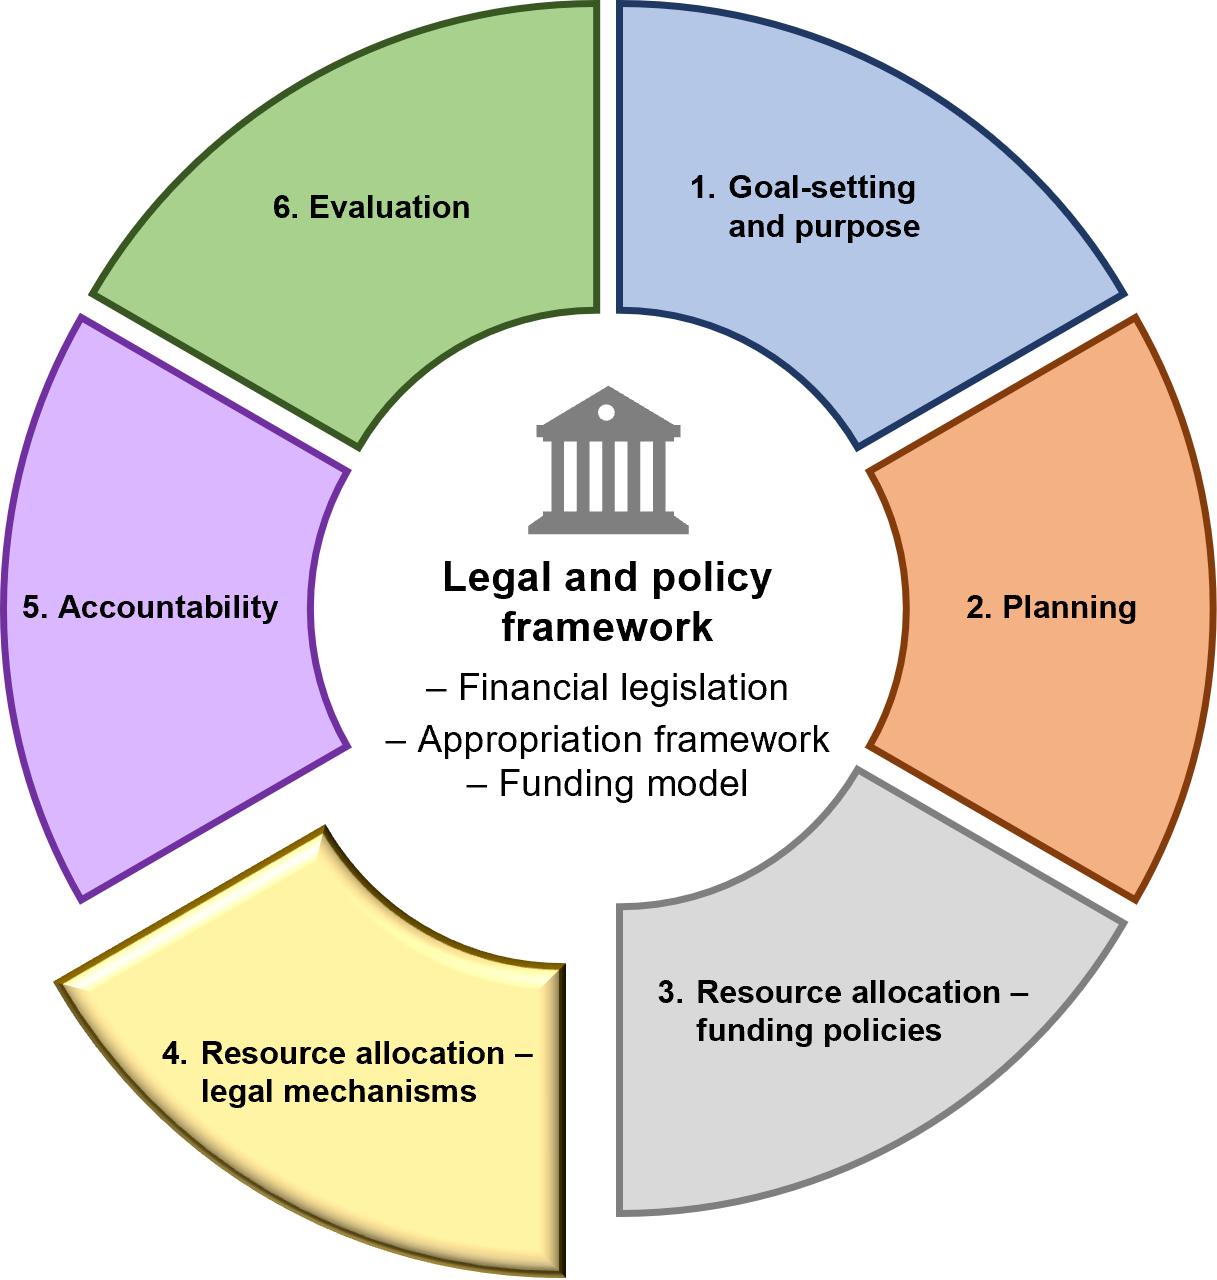 1. Goal-setting
and purpose
2. Planning
3. Resource allocation –
funding policies
4. Resource allocation –
legal mechanisms
5. Accountability
6. Evaluation
Legal and policy
framework
– Financial legislation
– Appropriation framework
– Funding model